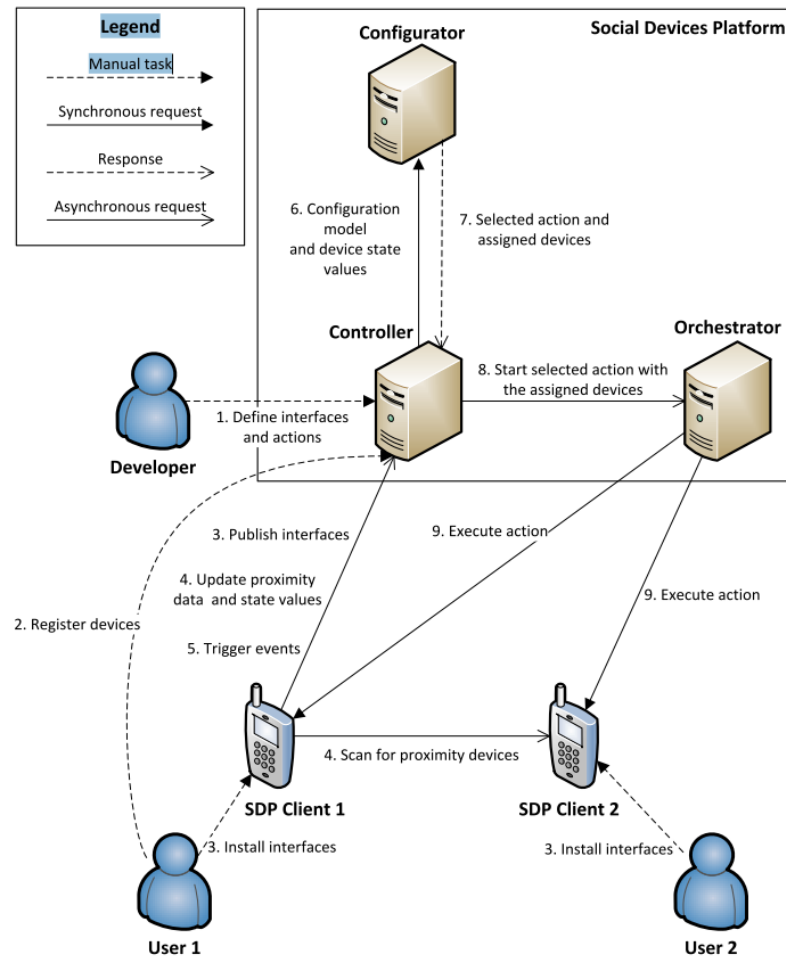 Legend
Manual task
Synchronous request
Response
Asynchronous request
Configurator
Social Devices Platform
6. Configuration
model
and device state
values
7. Selected action and
assigned devices
Controller
Orchestrator
8. Start selected action with
the assigned devices
1. Define interfaces
and actions
Developer
3. Publish interfaces
9. Execute action
4. Update proximity
data and state values
9. Execute action
2. Register devices
5. Trigger events
4. Scan for proximity devices
SDP Client 1
SDP Client 2
3. Install interfaces
3. Install interfaces
User 1
User 2